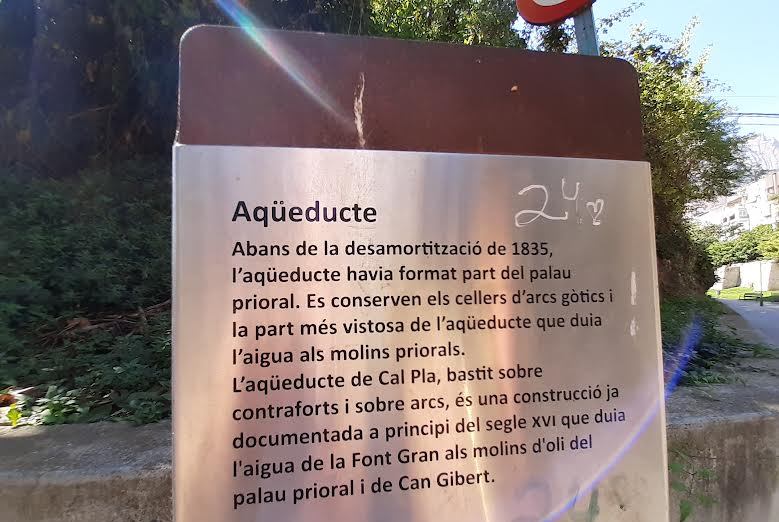 Aqüeducte
24
Abans de la desamortització de 1835,
l'aqüeducte havia format part del palau
prioral. Es conserven els cellers d'arcs gòtics i
la part més vistosa de l'aqüeducte que duia
l'aigua als molins priorals.
L'aqüeducte de Cal Pla, bastit sobre
contraforts i sobre arcs, és una construcció ja
documentada a principi del segle XVI que duia
l'aigua de la Font Gran als molins d'oli del
palau prioral i de Can Gibert.